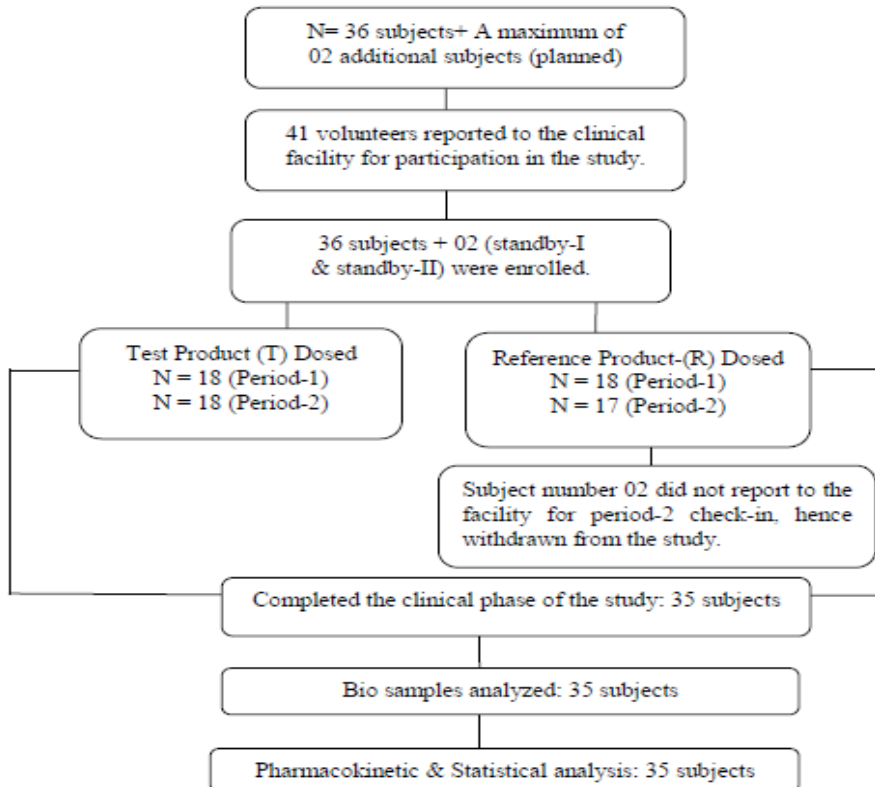 N= 36 subjects+ A maximum of
02 additional subjects (planned)
41 volunteers reported to the clinical
facility for participation in the study.
36 subjects + 02 (standby-I
& standby-II) were enrolled.
Test Product (T) Dosed
N = 18 (Period-1)
N = 18 (Period-2)
Reference Product-(R) Dosed
N = 18 (Period-1)
N = 17 (Period-2)
Subject number 02 did not report to the
facility for period-2 check-in, hence
withdrawn from the study.
Completed the clinical phase of the study: 35 subjects
Bio samples analyzed: 35 subjects
Pharmacokinetic & Statistical analysis: 35 subjects